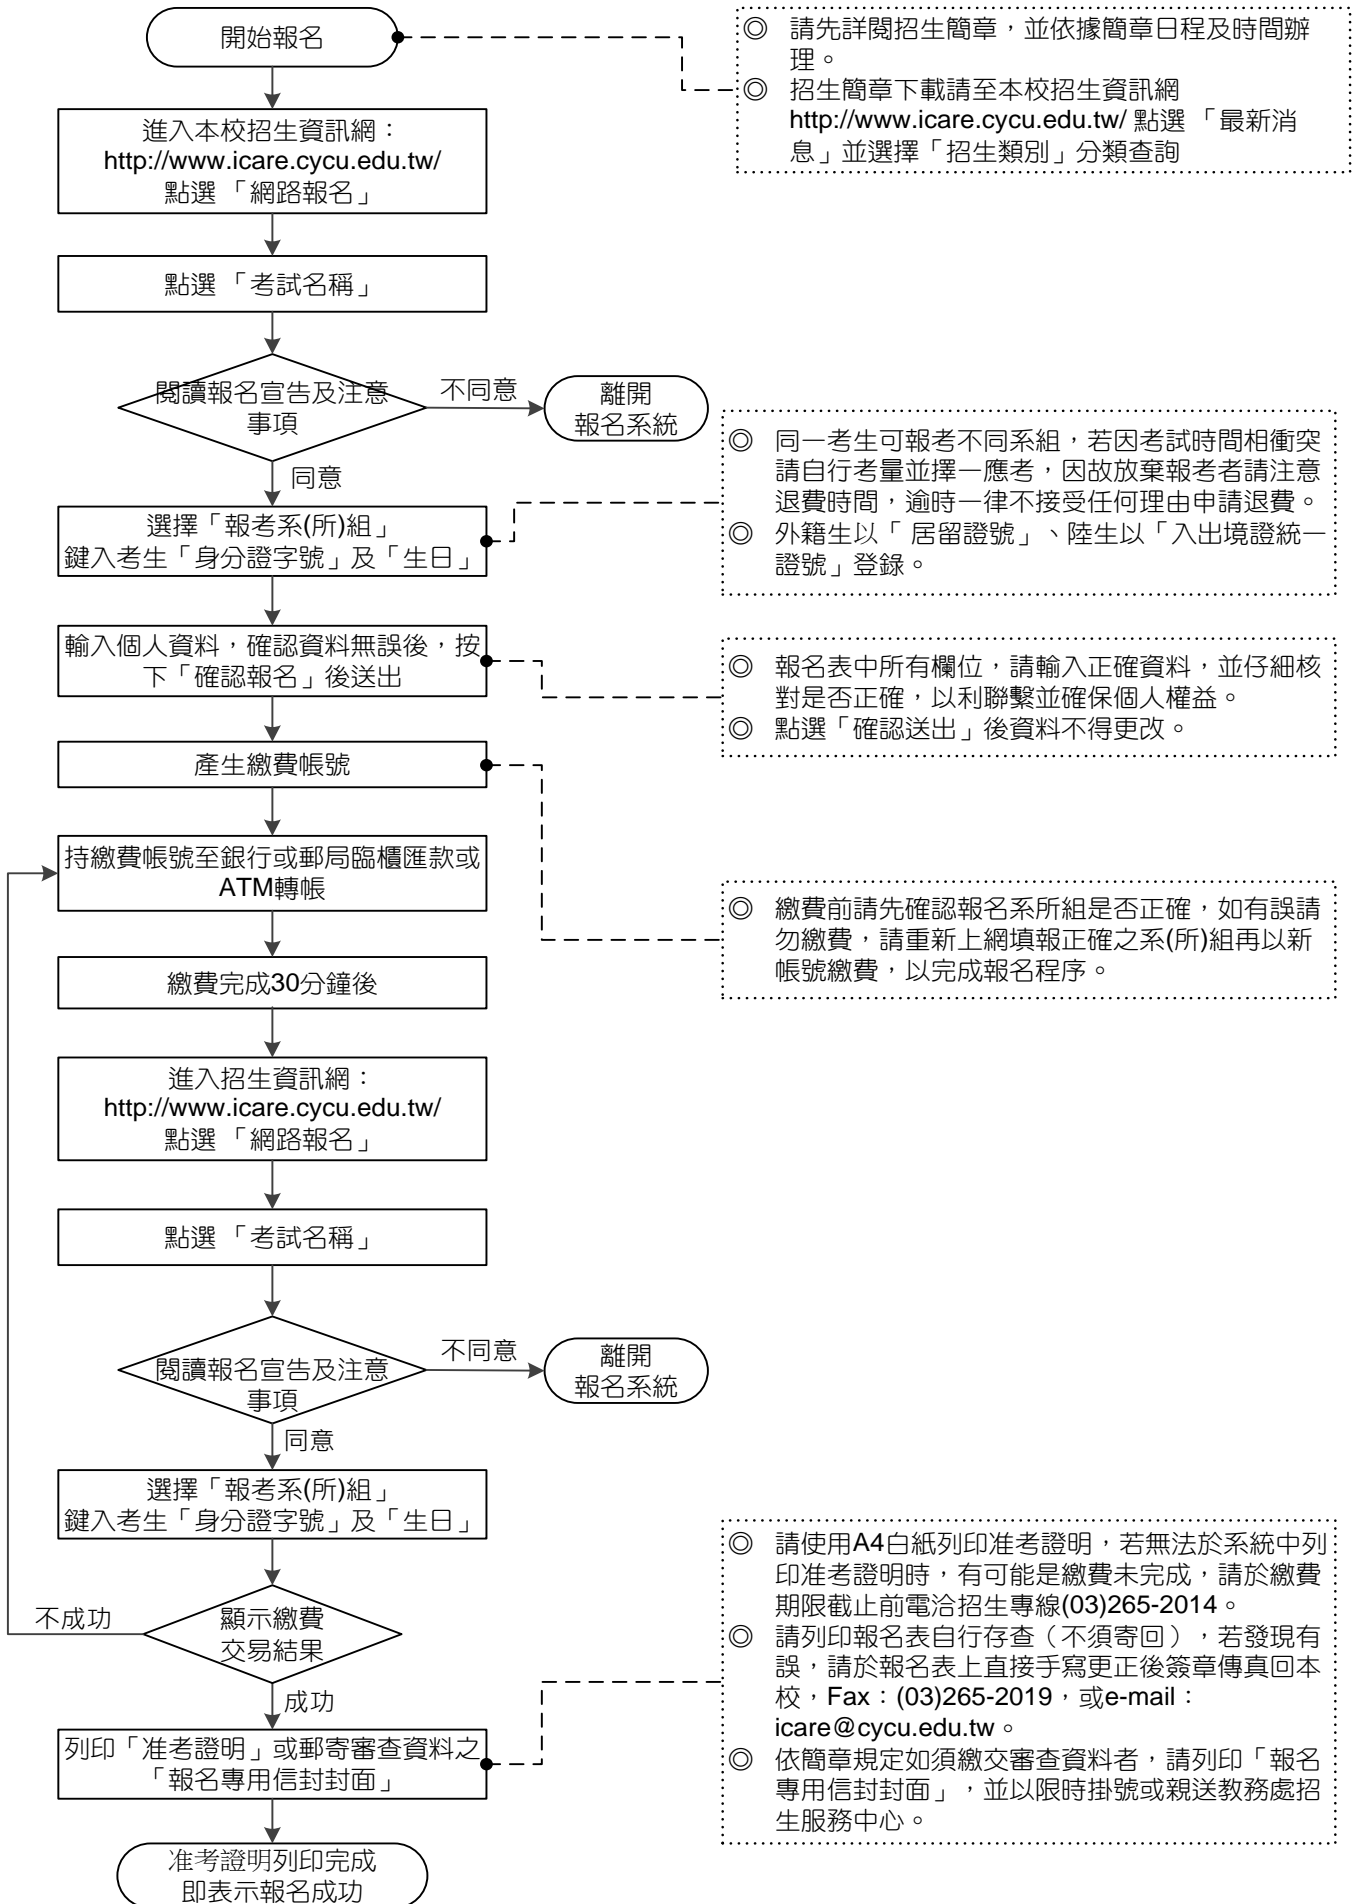 開始報名
◎ 請先詳閱招生簡章，並依據簡章日程及時間辦
理。
◎ 招生簡章下載請至本校招生資訊網
http://www.icare.cycu.edu.tw/ 點選 「最新消
息」並選擇「招生類別」分類查詢
進入本校招生資訊網：
http://www.icare.cycu.edu.tw/
點選 「網路報名」
點選 「考試名稱」
閱讀報名宣告及注意
事項
不同意
離開
報名系統
同意
選擇「報考系(所)組」
鍵入考生「身分證字號」及「生日」
◎ 同一考生可報考不同系組，若因考試時間相衝突
請自行考量並擇一應考，因故放棄報考者請注意
退費時間，逾時一律不接受任何理由申請退費。
◎ 外籍生以「 居留證號」、陸生以「入出境證統一
證號」登錄。
輸入個人資料，確認資料無誤後，按
下「確認報名」後送出
◎ 報名表中所有欄位，請輸入正確資料，並仔細核
對是否正確，以利聯繫並確保個人權益。
◎ 點選「確認送出」後資料不得更改。
產生繳費帳號
持繳費帳號至銀行或郵局臨櫃匯款或
ATM轉帳
◎ 繳費前請先確認報名系所組是否正確，如有誤請
勿繳費，請重新上網填報正確之系(所)組再以新
帳號繳費，以完成報名程序。
繳費完成30分鐘後
進入招生資訊網：
http://www.icare.cycu.edu.tw/
點選 「網路報名」
點選 「考試名稱」
閱讀報名宣告及注意
事項
不同意
離開
報名系統
同意
選擇「報考系(所)組」
鍵入考生「身分證字號」及「生日」
不成功
顯示繳費
交易結果
成功
列印「准考證明」或郵寄審查資料之
「報名專用信封封面」
◎ 請使用A4白紙列印准考證明，若無法於系統中列
印准考證明時，有可能是繳費未完成，請於繳費
期限截止前電洽招生專線(03)265-2014。
◎ 請列印報名表自行存查（不須寄回），若發現有
誤，請於報名表上直接手寫更正後簽章傳真回本
校，Fax：(03)265-2019，或e-mail：
icare@cycu.edu.tw。
◎ 依簡章規定如須繳交審查資料者，請列印「報名
專用信封封面」，並以限時掛號或親送教務處招
生服務中心。
准考證明列印完成
即表示報名成功